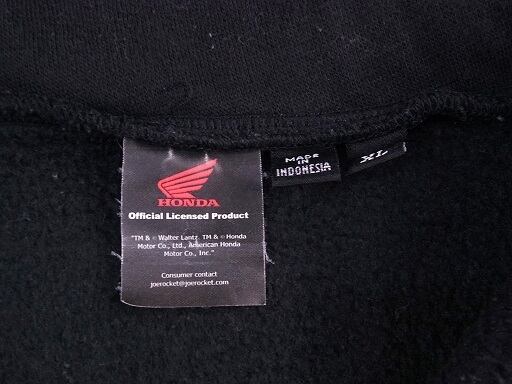 HONDA
Official Licensed Product
"TM & © Walter Lantz. TM & © Honda
Motor Co., Ltd., American Honda
Motor Co., Inc."
Consumer contact
joerocket@joerocket.com
MADE
IN
INDONESIA
XL